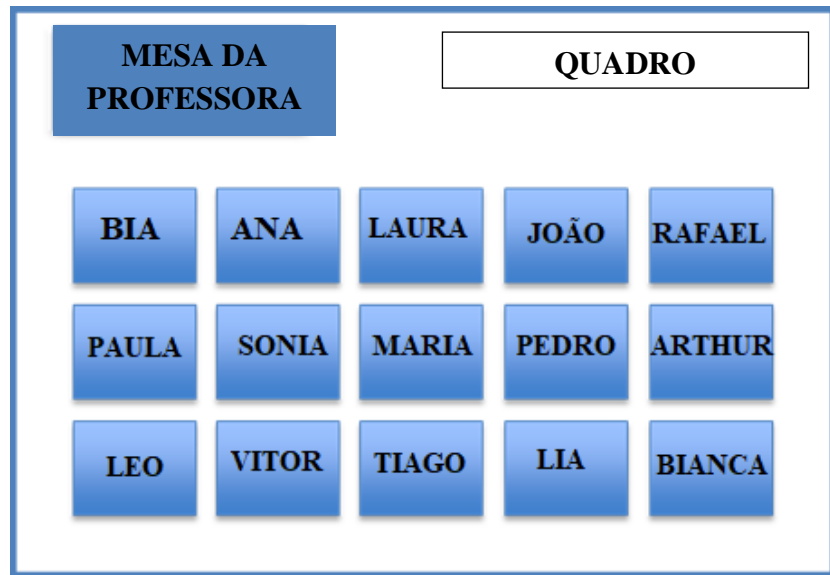 MESA DA
PROFESSORA
QUADRO
BIA ANA LAURA JOÃO RAFAEL
PAULA SONIA MARIA PEDRO ARTHUR
LEO VITOR TIAGO LIA BIANCA